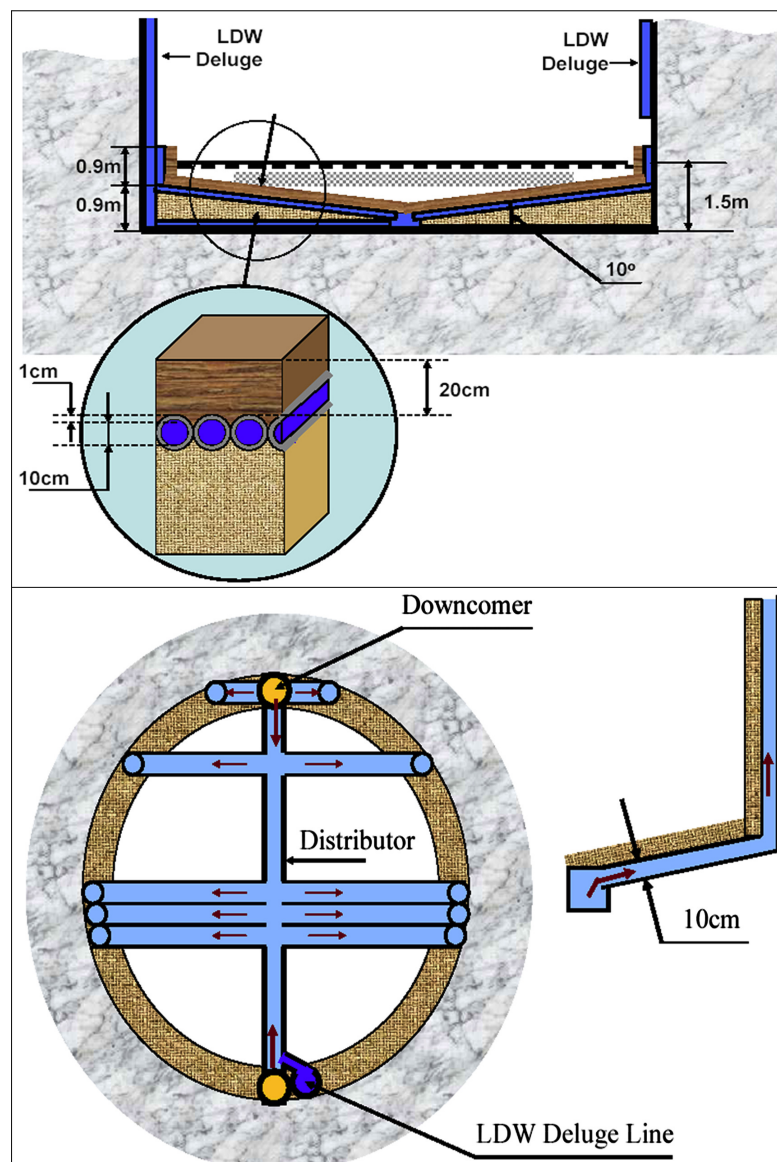 LDW
Deluge
LDW
Deluge
0.9m
0.9m
1.5m
10º
1cm
20cm
10cm
Downcomer
Distributor
10cm
LDW Deluge Line